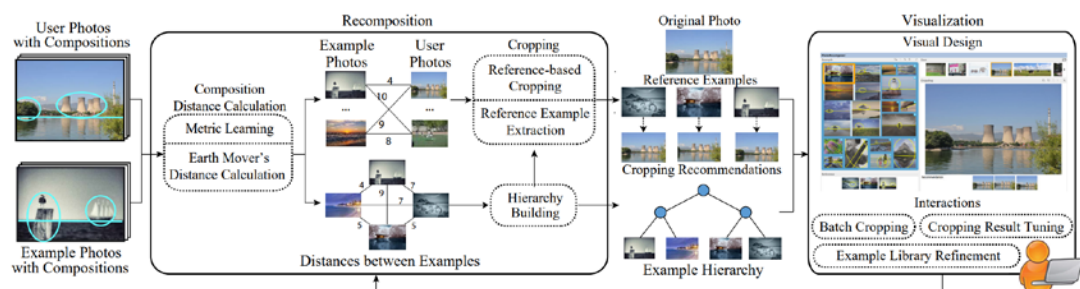 User Photos
with Compositions
Example Photos
with Compositions
Recomposition
Composition
Distance Calculation
Metric Learning
Earth Mover's
Distance Calculation
Example
Photos
User
Photos
4
10
...
...
9
8
4
7
9
7
5
5
Distances between Examples
Cropping
Reference-based
Cropping
Reference Example
Extraction
Hierarchy
Building
Original Photo
Reference Examples
Cropping Recommendations
Example Hierarchy
Visualization
Visual Design
Interactions
Batch Cropping
Cropping Result Tuning
Example Library Refinement